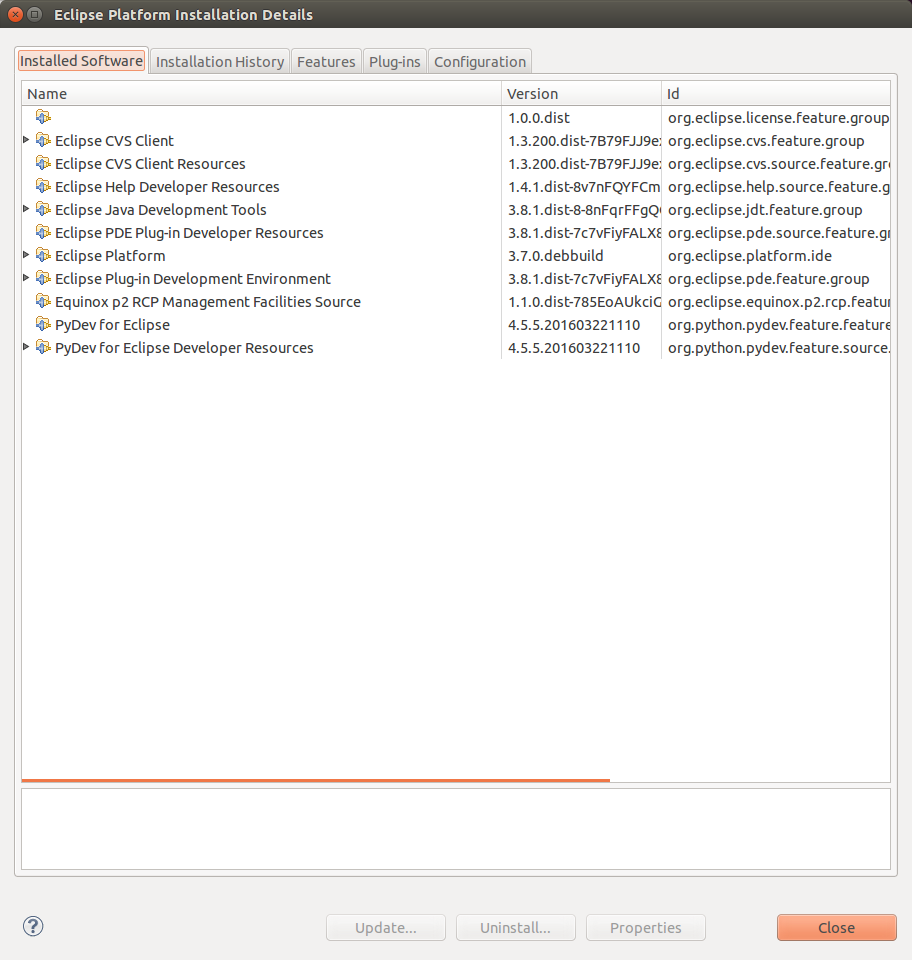 Eclipse Platform Installation Details
Installed Software Installation History Features Plug-ins Configuration
Name Version Id
1.0.0.dist org.eclipse.license.feature.group
Eclipse CVS Client 1.3.200.dist-7B79FJJ9ex org.eclipse.cvs.feature.group
Eclipse CVS Client Resources 1.3.200.dist-7B79FJJ9ex org.eclipse.cvs.source.feature.gr
Eclipse Help Developer Resources 1.4.1.dist-8v7nFQYFCm org.eclipse.help.source.feature.g
Eclipse Java Development Tools 3.8.1.dist-8-8nFqrFFgQ org.eclipse.jdt.feature.group
Eclipse PDE Plug-in Developer Resources 3.8.1.dist-7c7vFiyFALX8 org.eclipse.pde.source.feature.gr
Eclipse Platform 3.7.0.debbuild org.eclipse.platform.ide
Eclipse Plug-in Development Environment 3.8.1.dist-7c7vFiyFALX8 org.eclipse.pde.feature.group
Equinox p2 RCP Management Facilities Source 1.1.0.dist-785EoAUkciG org.eclipse.equinox.p2.rcp.featur
PyDev for Eclipse 4.5.5.201603221110 org.python.pydev.feature.feature
PyDev for Eclipse Developer Resources 4.5.5.201603221110 org.python.pydev.feature.source.
? Update... Uninstall... Properties Close